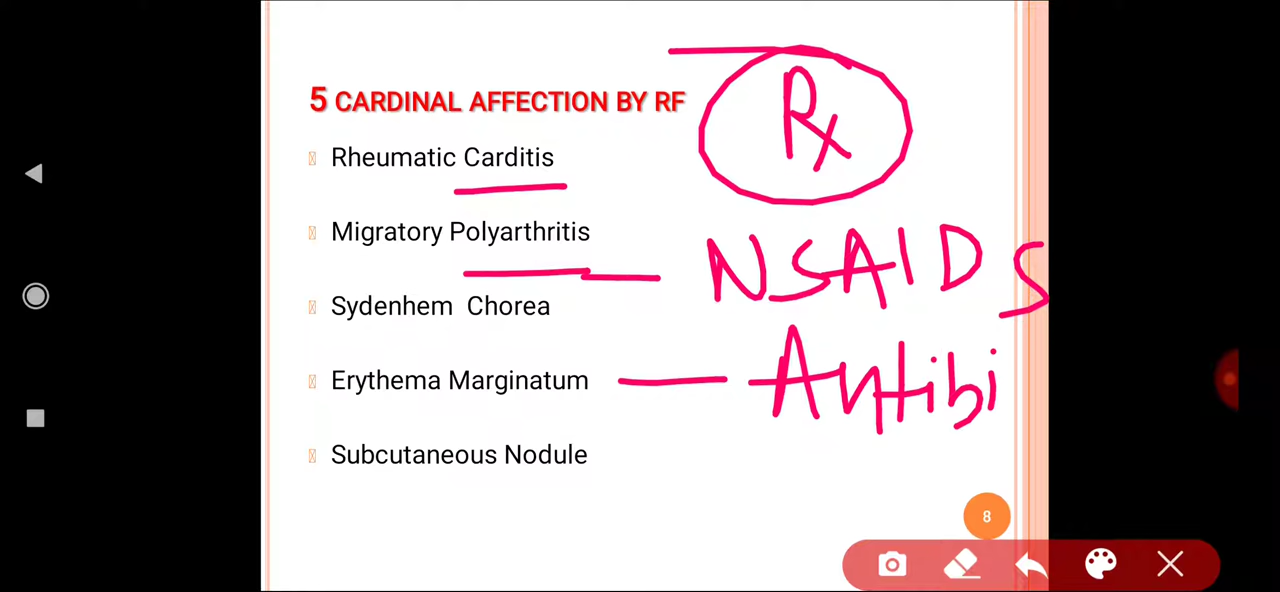 5 CARDINAL AFFECTION BY RF
Rx
Rheumatic Carditis
Migratory Polyarthritis
NSAIDS
Sydenhem Chorea
Erythema Marginatum
Antibi
Subcutaneous Nodule
8